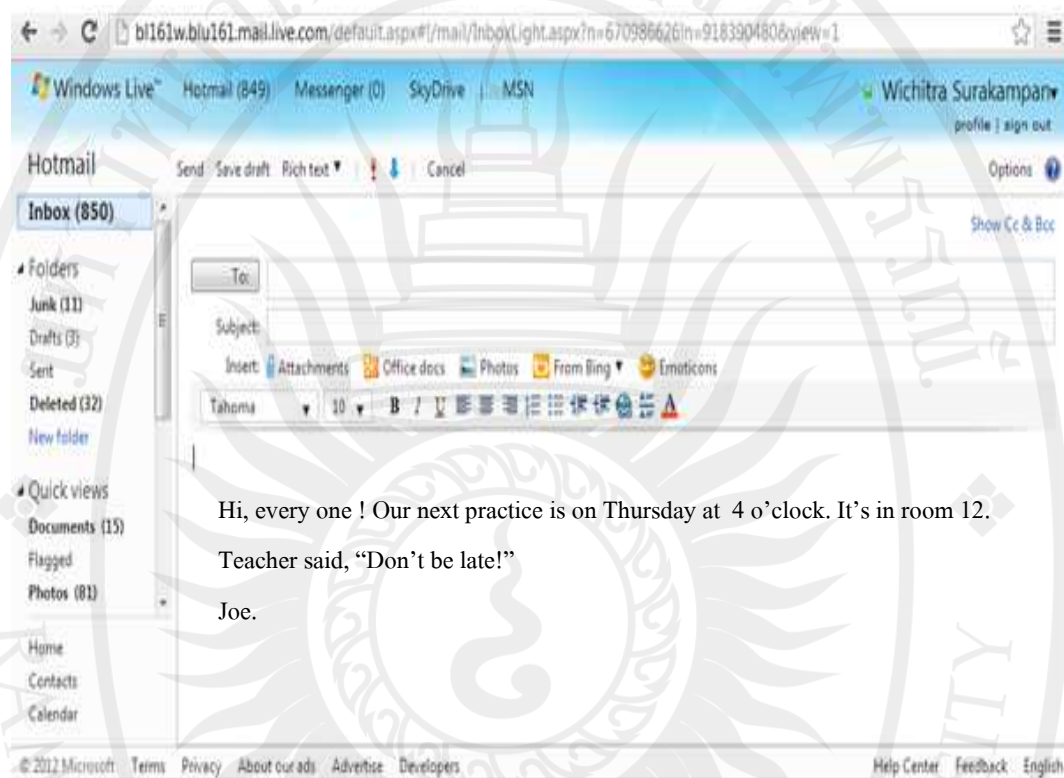 bl161w.blu161.mail.live.com/default.aspx#!/mail/InboxLight.aspx?n=670986626!n=918390480&view=1
Windows Live™ Hotmail (849) Messenger (0) SkyDrive MSN Wichitra Surakampan
profile | sign out
Hotmail Send Save draft Rich text Cancel Options
Inbox (850)
Show Cc & Bcc
Folders
To:
Junk (11)
Subject:
Drafts (3)
Insert: Attachments Office docs Photos From Bing Emoticons
Sent
Deleted (32)
Tahoma 10 B I U A
New folder
Quick views
Hi, every one ! Our next practice is on Thursday at 4 o’clock. It’s in room 12.
Documents (15)
Flagged
Teacher said, “Don’t be late!”
Photos (81)
Joe.
Home
Contacts
Calendar
© 2012 Microsoft Terms Privacy About our ads Advertise Developers Help Center Feedback English